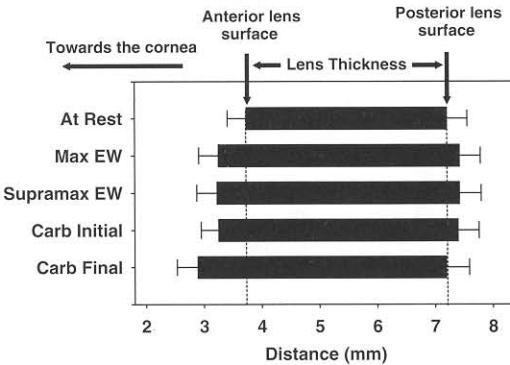 Anterior lens
surface
Posterior lens
surface
Towards the cornea
Lens Thickness
At Rest
Max EW
Supramax EW
Carb Initial
Carb Final
2 3 4 5 6 7 8
Distance (mm)